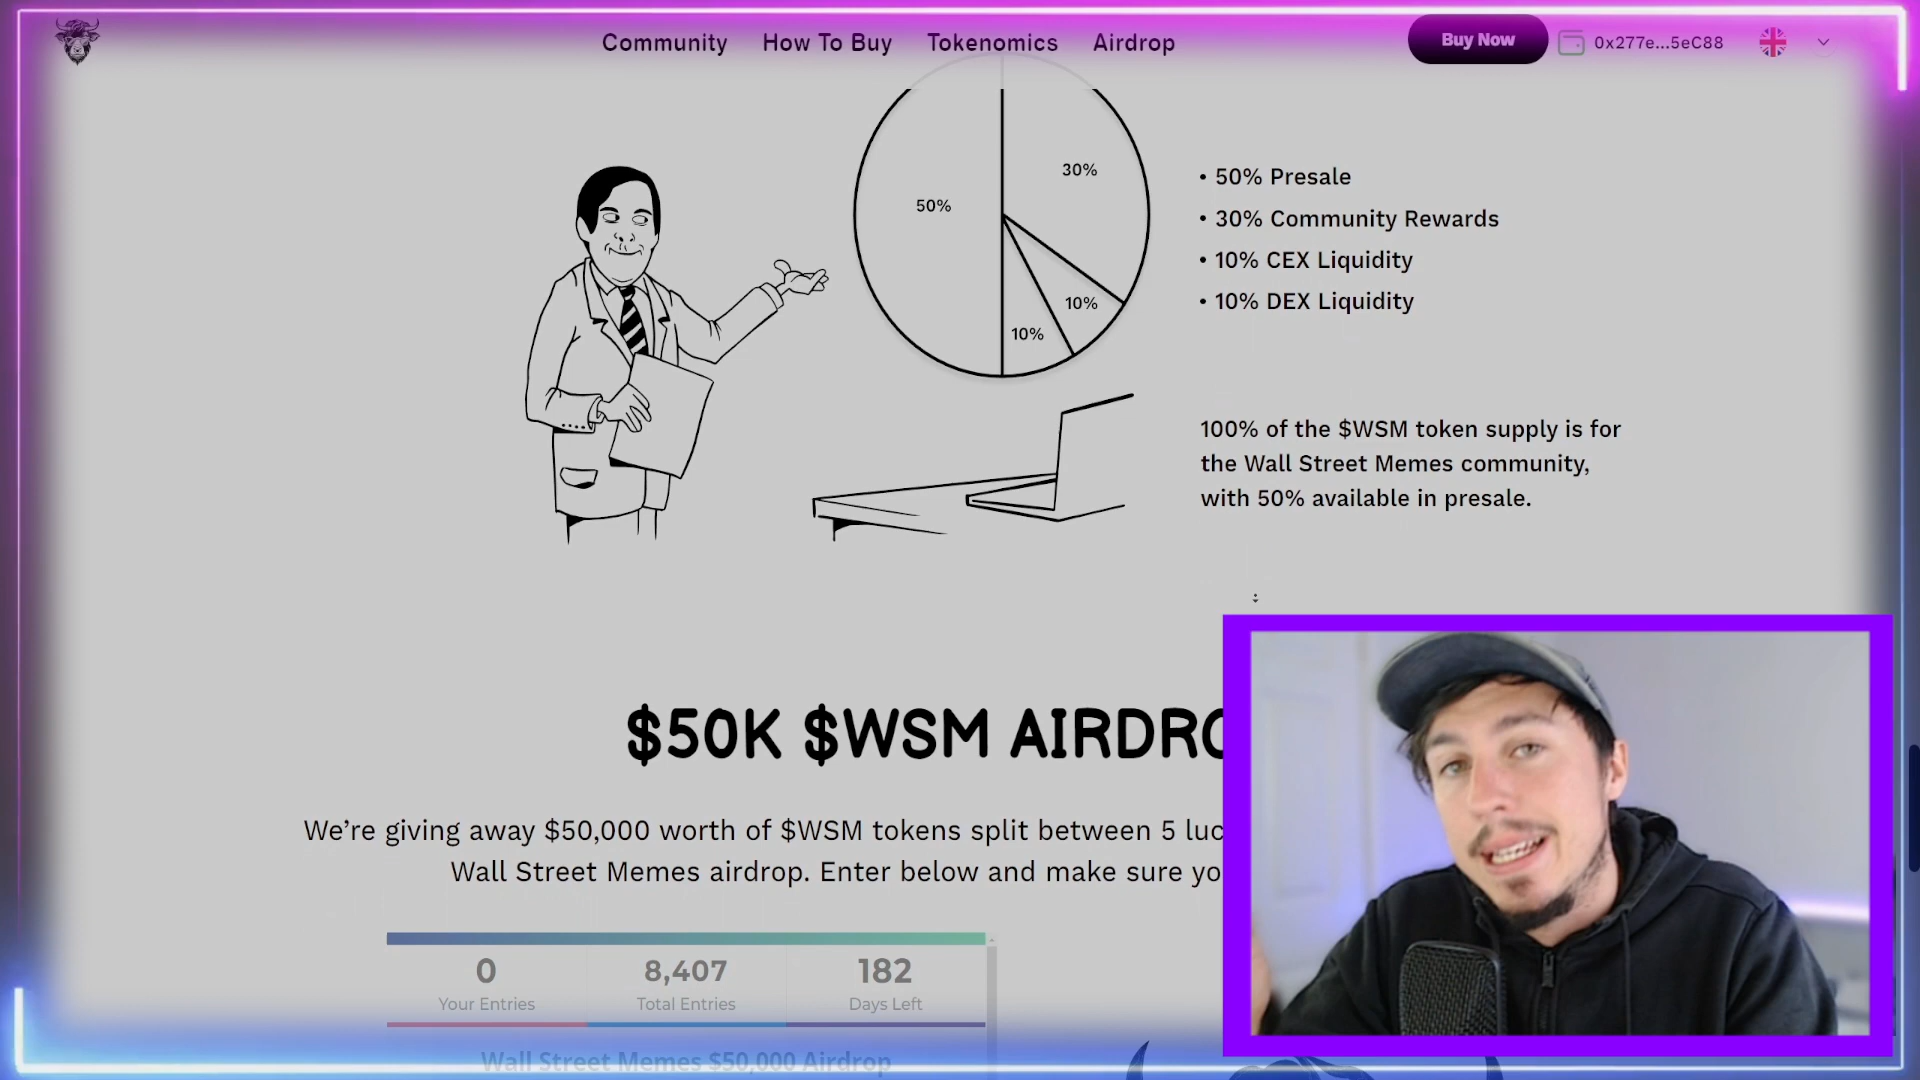 Community How To Buy Tokenomics Airdrop Buy Now 0x277e...5eC88
50%
30%
10%
10%
• 50% Presale
• 30% Community Rewards
• 10% CEX Liquidity
• 10% DEX Liquidity
100% of the $WSM token supply is for
the Wall Street Memes community,
with 50% available in presale.
$50K $WSM AIRDRO
We’re giving away $50,000 worth of $WSM tokens split between 5 luc
Wall Street Memes airdrop. Enter below and make sure yo
0 8,407 182
Your Entries Total Entries Days Left
Wall Street Memes $50,000 Airdrop